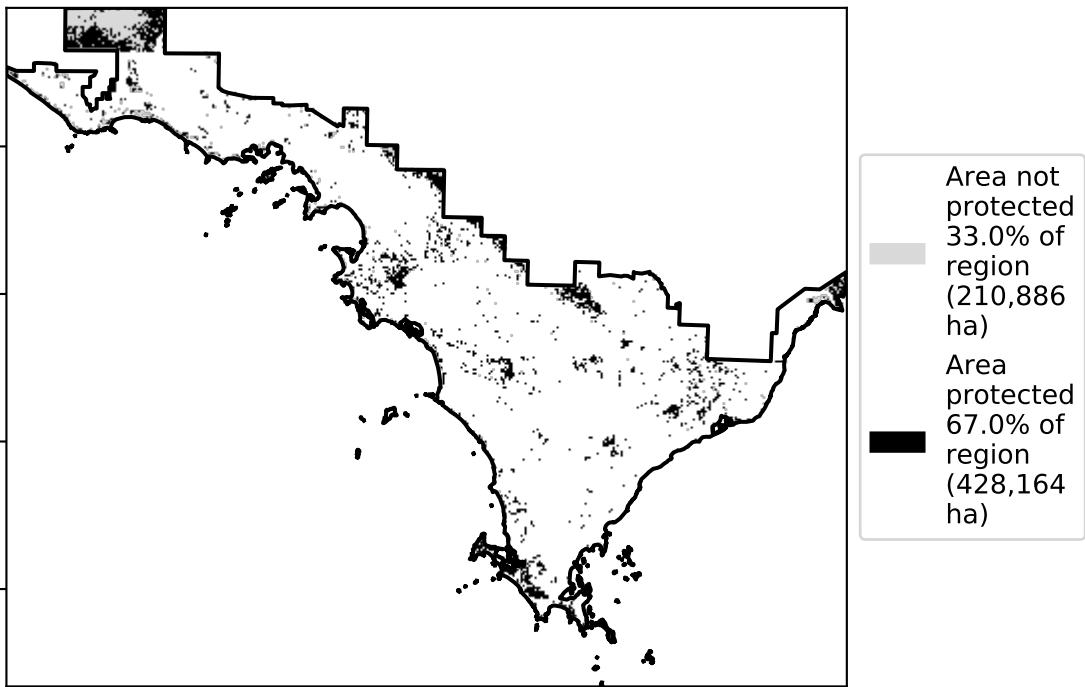 Area not
protected
33.0% of
region
(210,886
ha)
Area
protected
67.0% of
region
(428,164
ha)